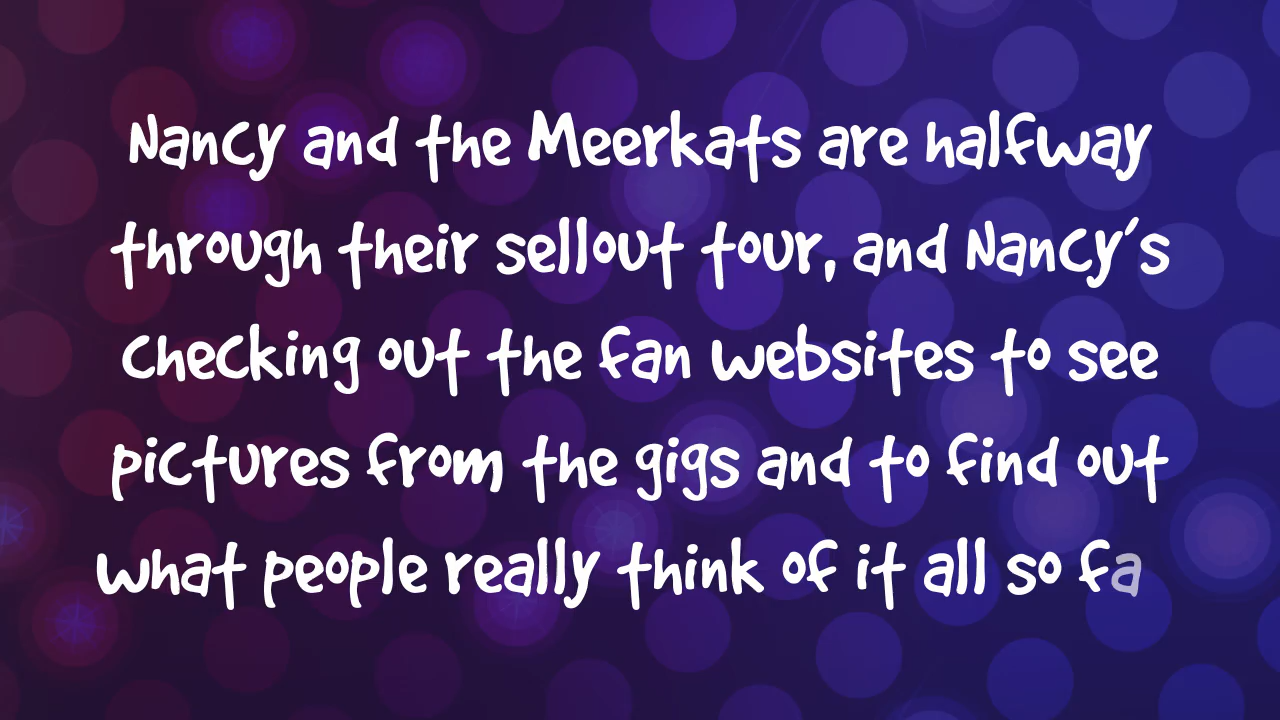 Nancy and the Meerkats are halfway
through their sellout tour, and Nancy's
checking out the fan websites to see
pictures from the gigs and to find out
what people really think of it all so fa